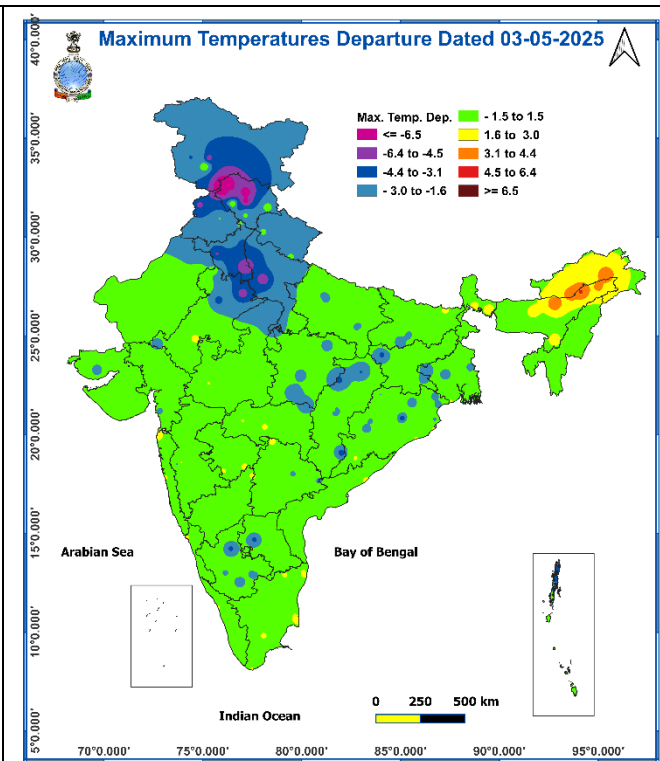 Maximum Temperatures Departure Dated 03-05-2025
Max. Temp. Dep.
<= -6.5
-6.4 to -4.5
-4.4 to -3.1
- 3.0 to -1.6
- 1.5 to 1.5
1.6 to 3.0
3.1 to 4.4
4.5 to 6.4
>= 6.5
40°0.000'
35°0.000'
30°0.000'
25°0.000'
20°0.000'
15°0.000'
10°0.000'
5°0.000'
Arabian Sea
Bay of Bengal
Indian Ocean
0 250 500 km
70°0.000' 75°0.000' 80°0.000' 85°0.000' 90°0.000' 95°0.000'